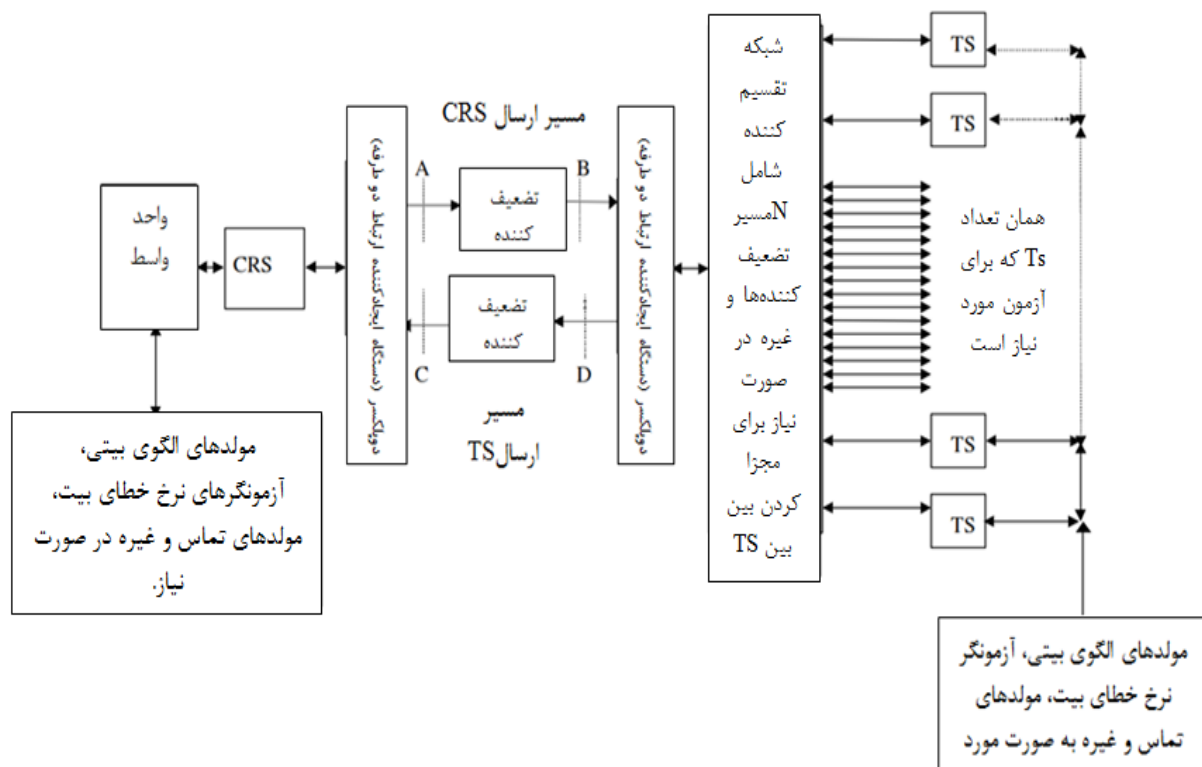 مسیر ارسال CRS
واحد
واسط
CRS
دوپلکسر (دستگاه ایجادکننده ارتباط دو طرفه)
A
B
تضعیف
کننده
تضعیف
کننده
C
D
مسیر
ارسالTS
دوپلکسر (دستگاه ایجادکننده ارتباط دو طرفه)
شبکه
تقسیم
کننده
شامل
Nمسیر
تضعیف
کننده‌ها و
غیره در
صورت
نیاز برای
مجزا
کردن بین
بین TS
TS
TS
همان تعداد
Ts که برای
آزمون مورد
نیاز است
TS
TS
مولدهای الگوی بیتی،
آزمونگرهای نرخ خطای بیت،
مولدهای تماس و غیره در صورت
نیاز.
مولدهای الگوی بیتی، آزمونگر
نرخ خطای بیت، مولدهای
تماس و غیره به صورت مورد